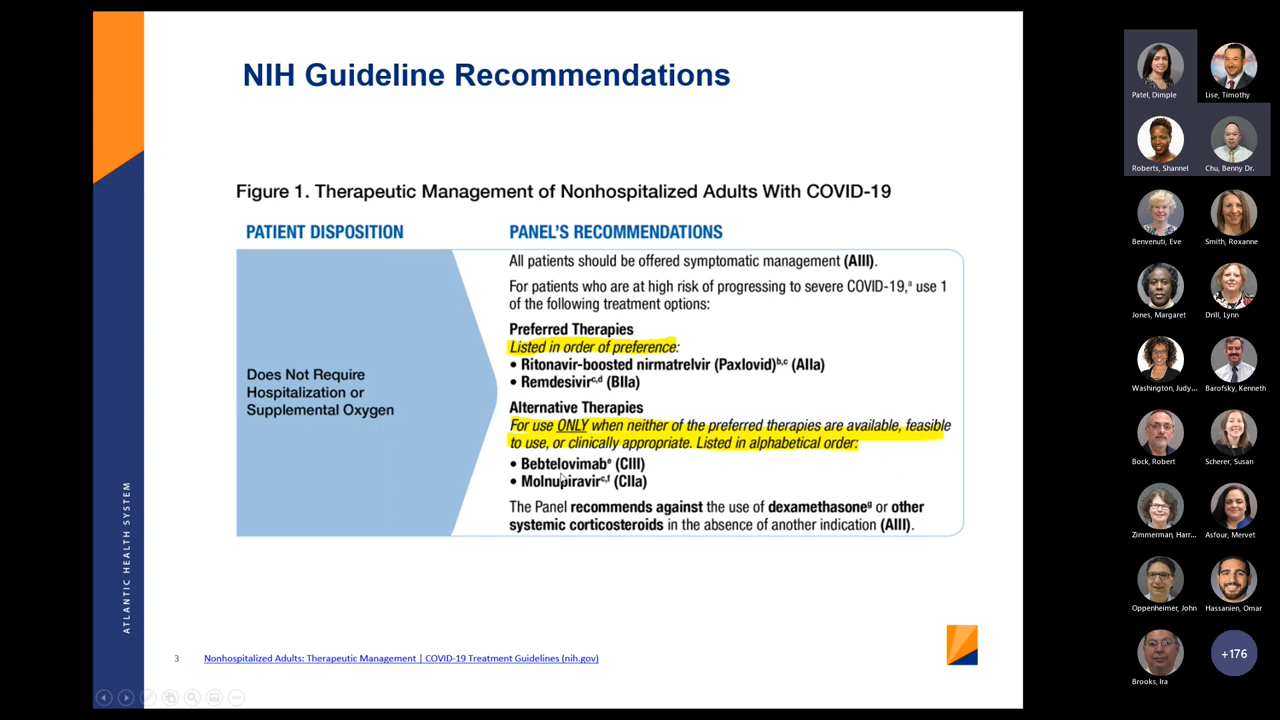 NIH Guideline Recommendations
Figure 1. Therapeutic Management of Nonhospitalized Adults With COVID-19
PATIENT DISPOSITION
PANEL'S RECOMMENDATIONS
Does Not Require
Hospitalization or
Supplemental Oxygen
All patients should be offered symptomatic management (AIII).
For patients who are at high risk of progressing to severe COVID-19,ᵃ use 1
of the following treatment options:
Preferred Therapies
Listed in order of preference:
• Ritonavir-boosted nirmatrelvir (Paxlovid)ᵇ,ᶜ (AIIa)
• Remdesivirᶜ,ᵈ (BIIa)
Alternative Therapies
For use ONLY when neither of the preferred therapies are available, feasible
to use, or clinically appropriate. Listed in alphabetical order:
• Bebtelovimabᵉ (CIII)
• Molnupiravirᶜ,ᶠ (CIIa)
The Panel recommends against the use of dexamethasoneᵍ or other
systemic corticosteroids in the absence of another indication (AIII).
ATLANTIC HEALTH SYSTEM
3
Nonhospitalized Adults: Therapeutic Management | COVID-19 Treatment Guidelines (nih.gov)
Patel, Dimple
Lise, Timothy
Roberts, Shannel
Chu, Benny Dr.
Benvenuti, Eve
Smith, Roxanne
Jones, Margaret
Drill, Lynn
Washington, Judy...
Barofsky, Kenneth
Bock, Robert
Scherer, Susan
Zimmerman, Harr...
Asfour, Mervet
Oppenheimer, John
Hassanien, Omar
Brooks, Ira
+176